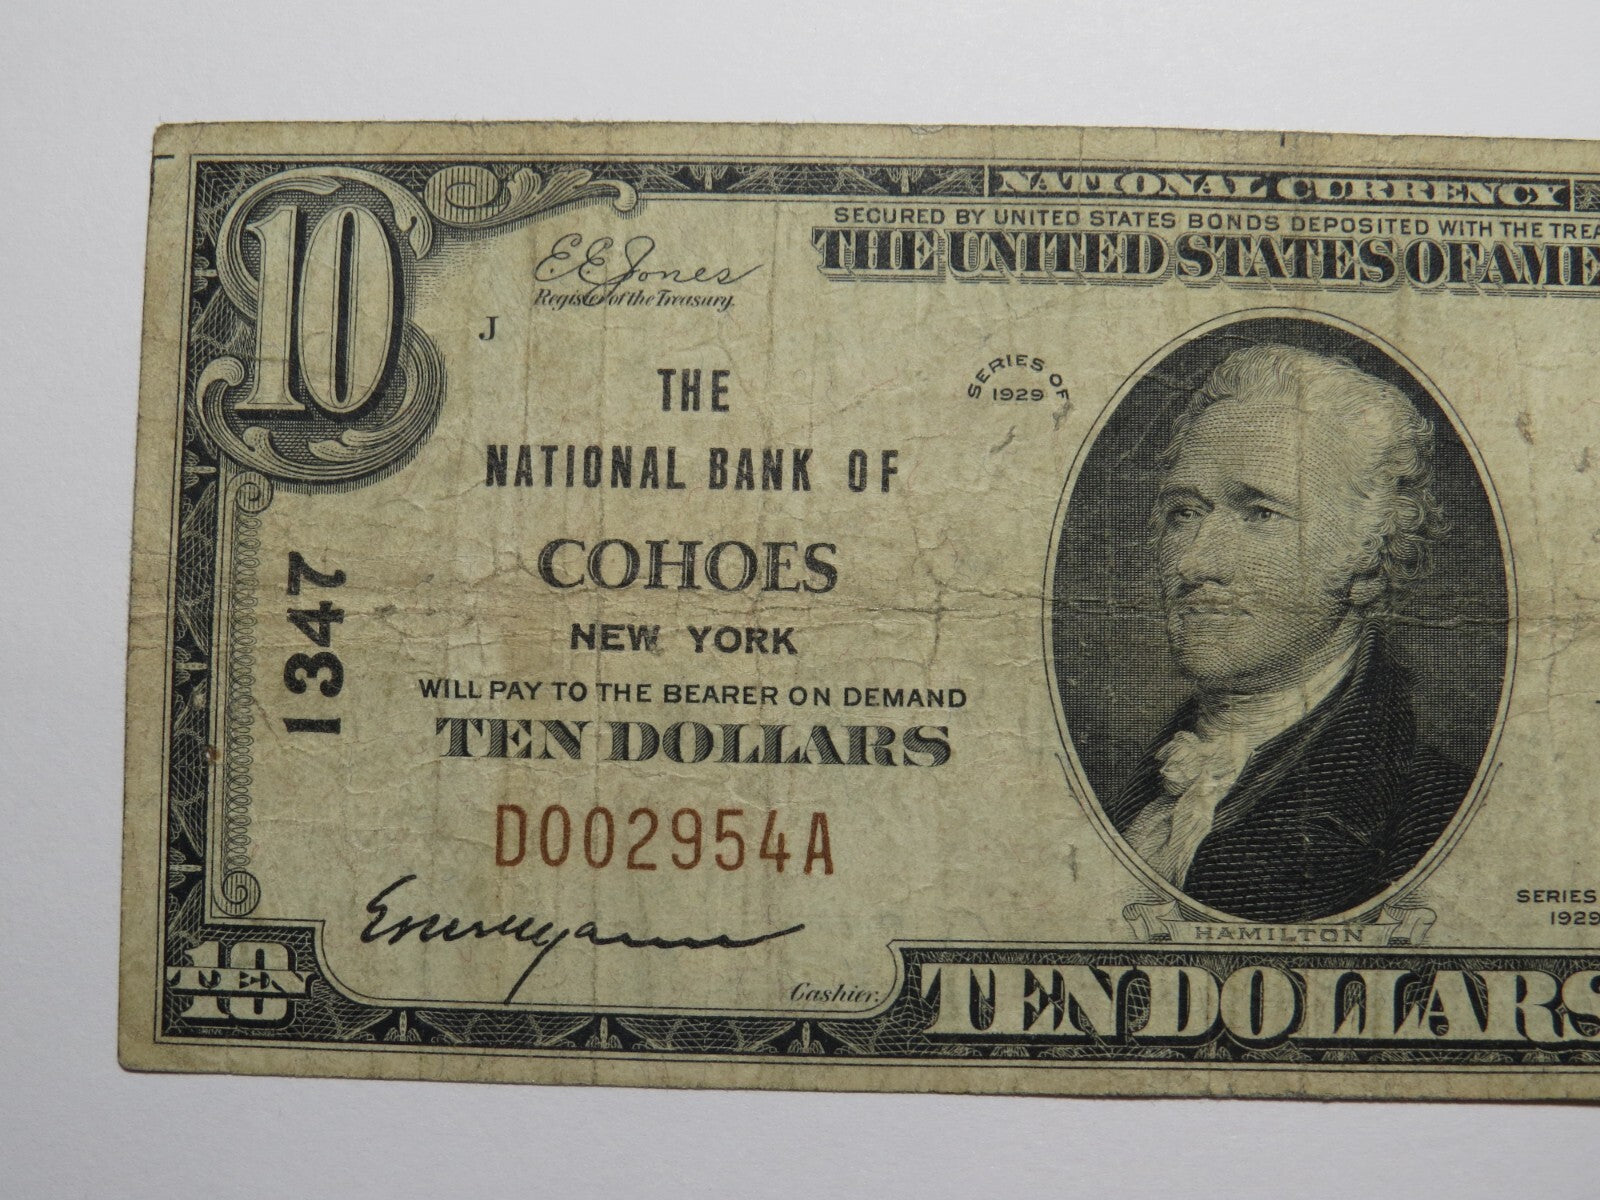 NATIONAL CURRENCY
SECURED BY UNITED STATES BONDS DEPOSITED WITH THE TREA
THE UNITED STATES OF AME
10
E. E. Jones
Register of the Treasury.
J
SERIES OF
1929
THE
NATIONAL BANK OF
COHOES
NEW YORK
WILL PAY TO THE BEARER ON DEMAND
TEN DOLLARS
1347
D002954A
Cashier.
HAMILTON
SERIES
1929
10
TEN
TEN DOLLARS